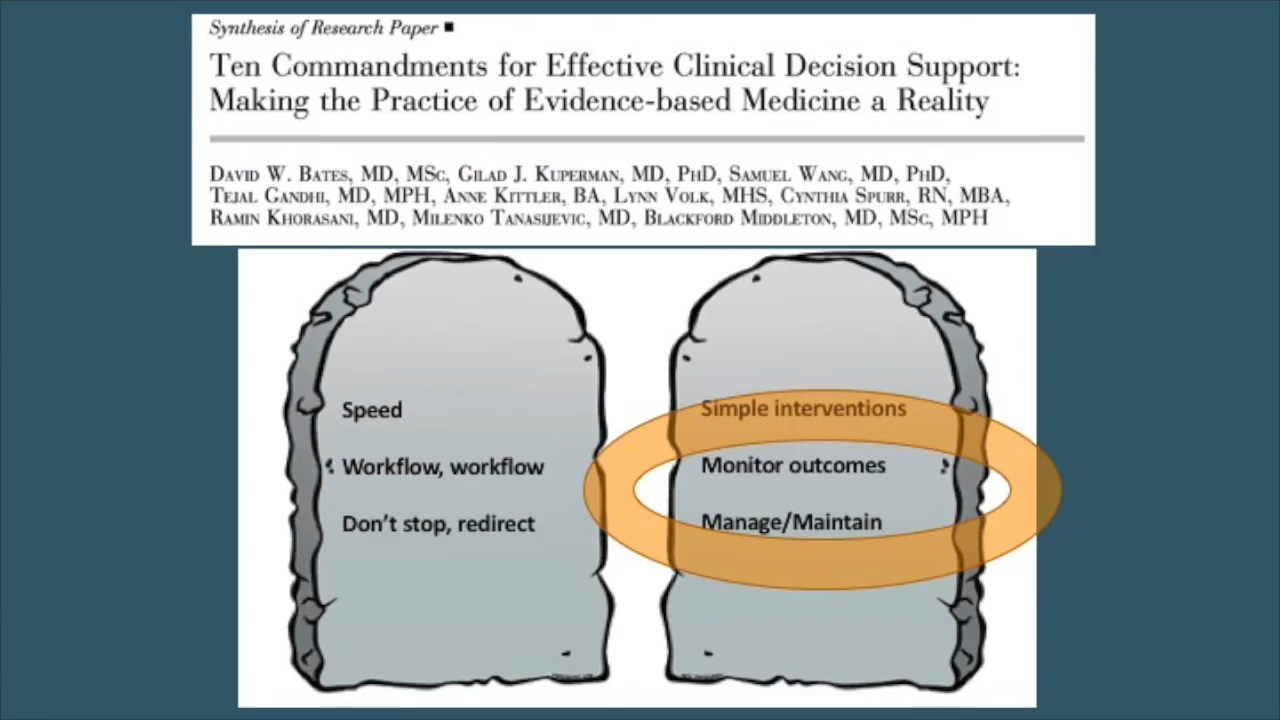 Synthesis of Research Paper ■
Ten Commandments for Effective Clinical Decision Support:
Making the Practice of Evidence-based Medicine a Reality
DAVID W. BATES, MD, MSC, GILAD J. KUPERMAN, MD, PHD, SAMUEL WANG, MD, PHD,
TEJAL GANDHI, MD, MPH, ANNE KITTLER, BA, LYNN VOLK, MHS, CYNTHIA SPURR, RN, MBA,
RAMIN KHORASANI, MD, MILENKO TANASIJEVIC, MD, BLACKFORD MIDDLETON, MD, MSC, MPH
Speed
Workflow, workflow
Don't stop, redirect
Simple interventions
Monitor outcomes
Manage/Maintain